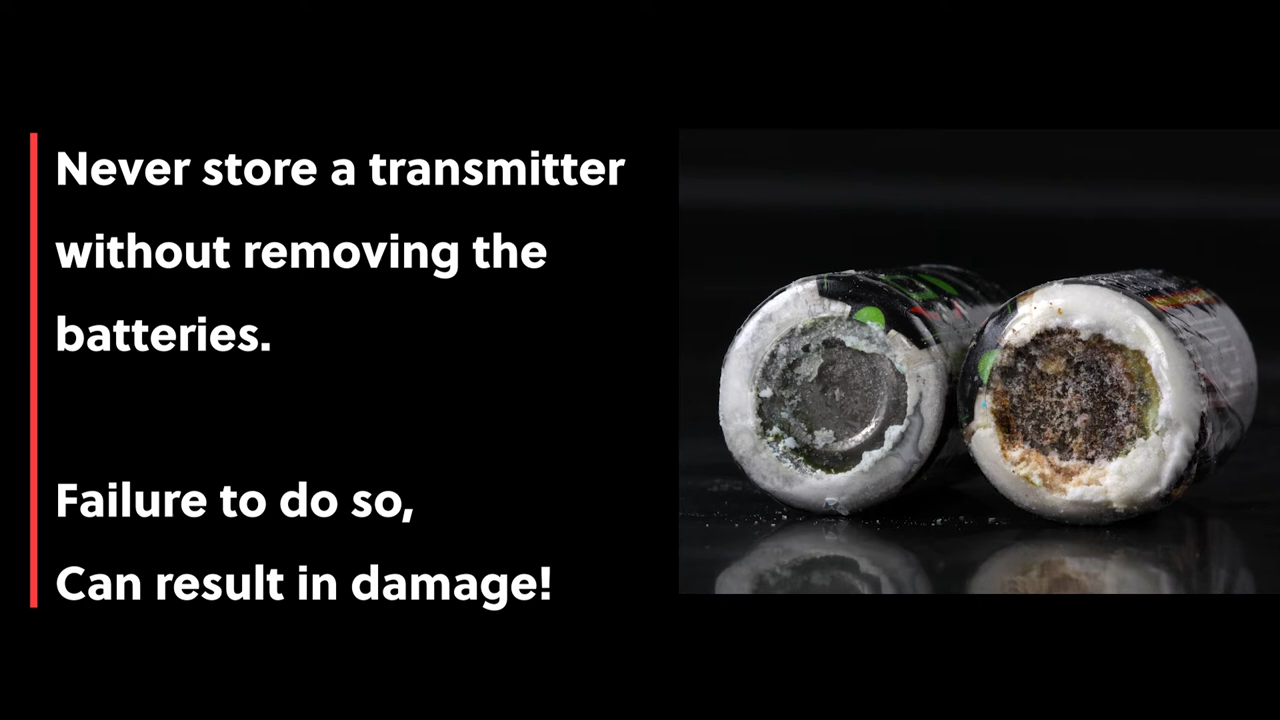 Never store a transmitter
without removing the
batteries.
Failure to do so,
Can result in damage!